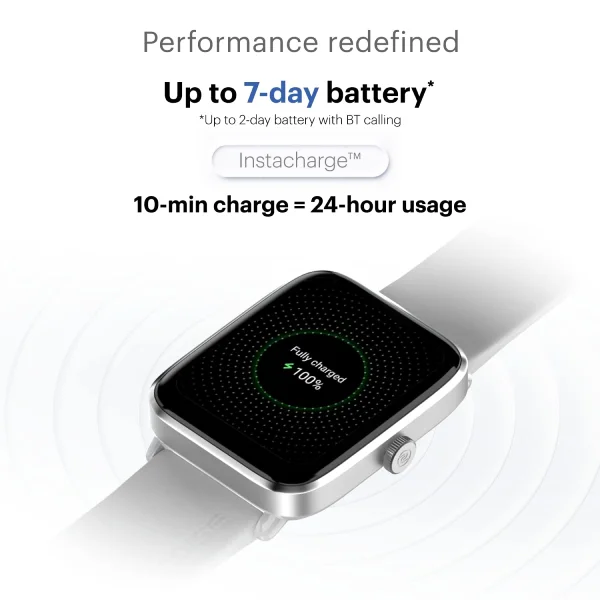 Performance redefined
Up to 7-day battery*
*Up to 2-day battery with BT calling
Instacharge™
10-min charge = 24-hour usage
Fully charged
100%